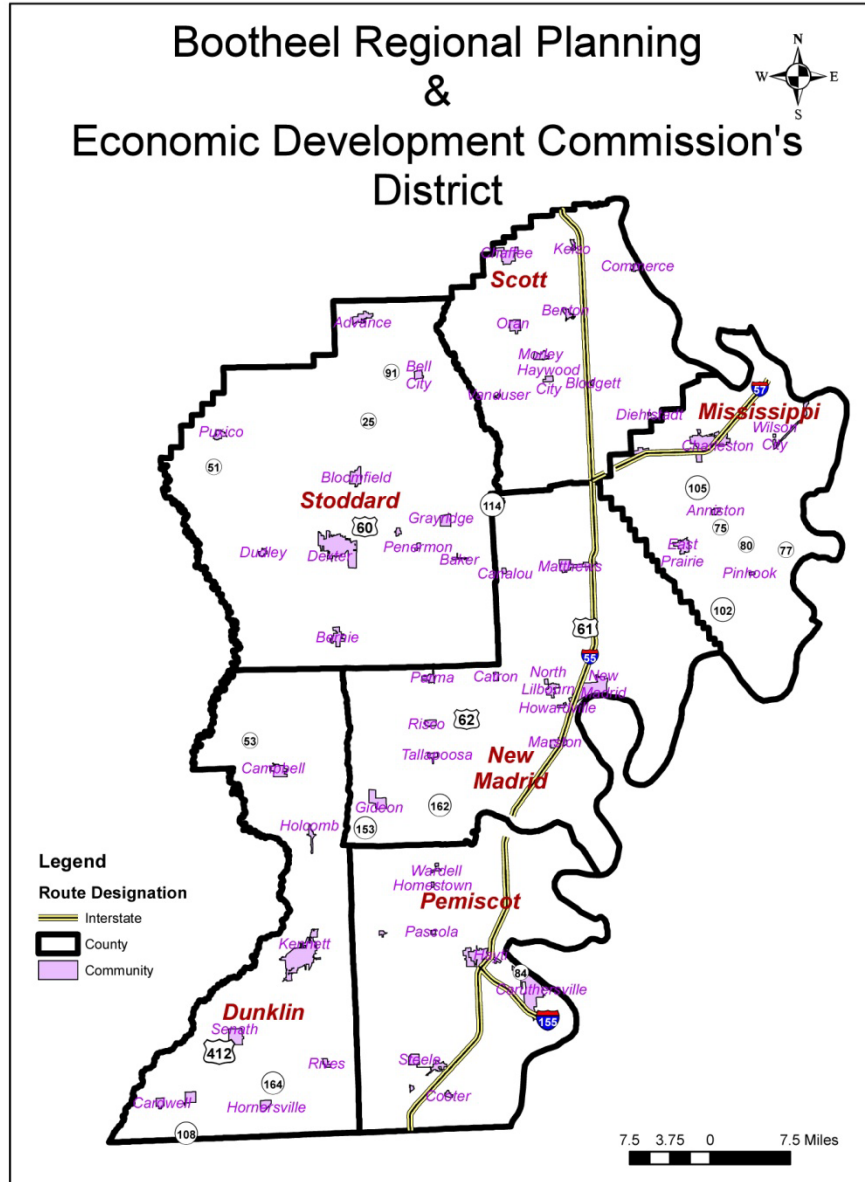 Bootheel Regional Planning
&
Economic Development Commission's
District
N
W E
S
Chaffee
Kelso
Commerce
Scott
Oran
Benton
Advance
Morley
Haywood
City
91
Bell
City
Vanduser
Blodgett
57
Diehlstadt
Mississippi
Wilson
City
Charleston
25
Puxico
51
Bloomfield
Stoddard
60
Grayridge
114
105
Anniston
75
Dudley
Dexter
Penermon
Baker
East
Prairie
80
77
Canalou
Matthews
Pinhook
102
Bernie
61
55
Parma
Catron
North
Lilbourn
New
Madrid
Howardville
Risco
62
53
Marston
Tallapoosa
New
Madrid
Campbell
Gideon
162
153
Holcomb
Wardell
Homestown
Pemiscot
Pascola
Kennett
Hayti
84
Caruthersville
155
Dunklin
Senath
412
Rives
Steele
164
Cardwell
Hornersville
Cooter
108
Legend
Route Designation
Interstate
County
Community
7.5 3.75 0 7.5 Miles